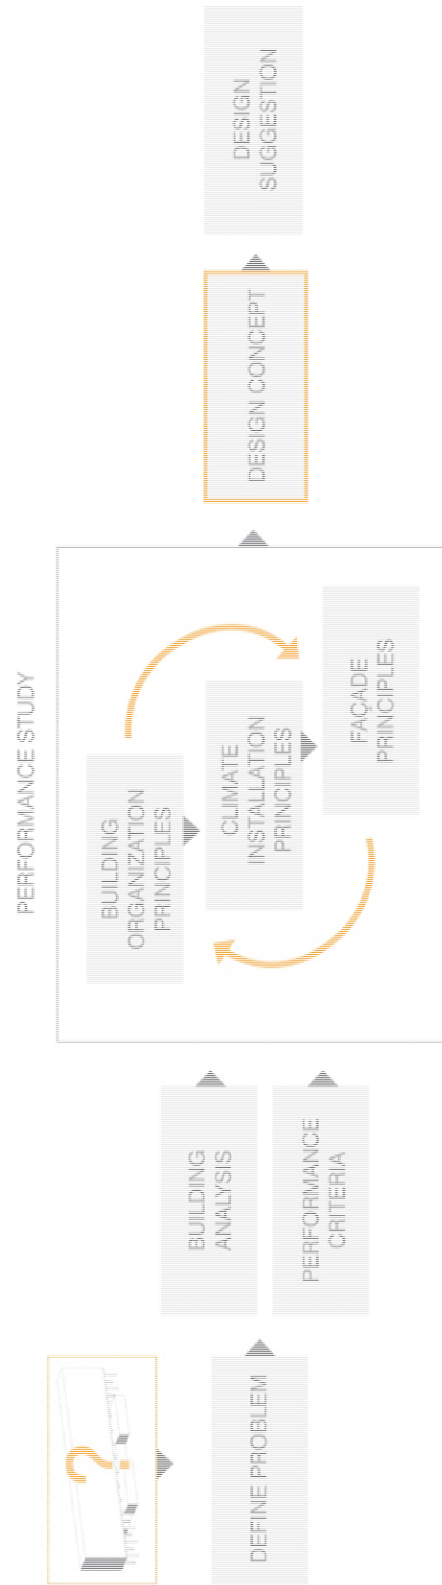 ?
DEFINE PROBLEM
BUILDING
ANALYSIS
PERFORMANCE
CRITERIA
PERFORMANCE STUDY
BUILDING
ORGANIZATION
PRINCIPLES
CLIMATE
INSTALLATION
PRINCIPLES
FAÇADE
PRINCIPLES
DESIGN CONCEPT
DESIGN
SUGGESTION